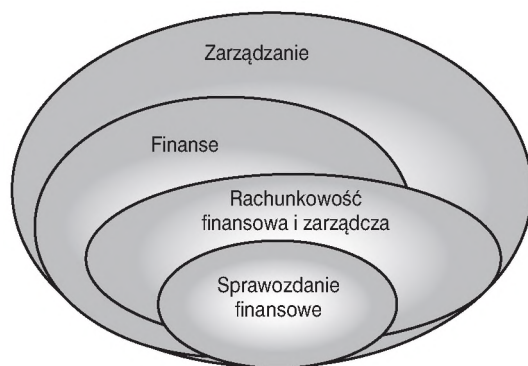 Zarządzanie
Finanse
Rachunkowość
finansowa i zarządcza
Sprawozdanie
finansowe